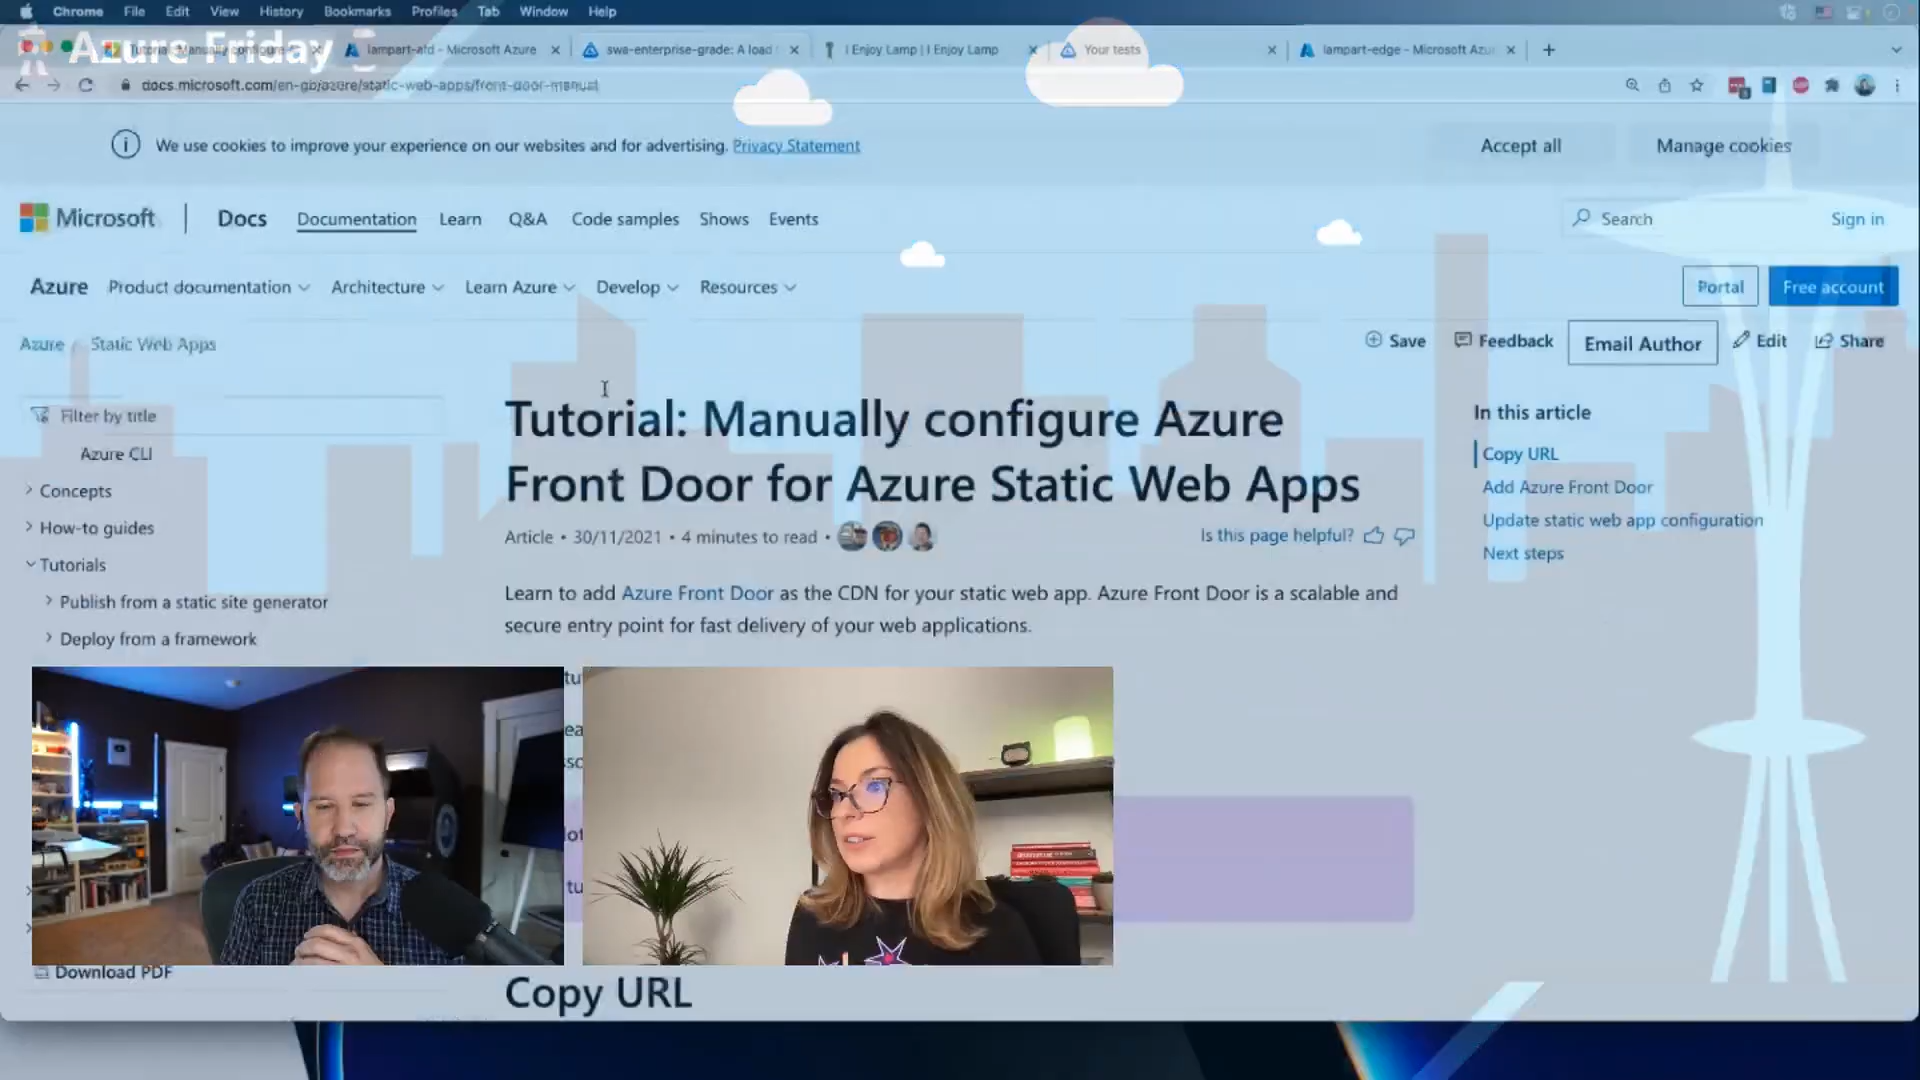 Chrome File Edit View History Bookmarks Profiles Tab Window Help
Azure Friday
lampart-afd - Microsoft Azure
swa-enterprise-grade: A load
I Enjoy Lamp | I Enjoy Lamp
Your tests
lampart-edge - Microsoft Azu
docs.microsoft.com/en-gb/azure/static-web-apps/front-door-manual
We use cookies to improve your experience on our websites and for advertising. Privacy Statement
Accept all
Manage cookies
Microsoft
Docs
Documentation Learn Q&A Code samples Shows Events
Search
Sign in
Azure Product documentation Architecture Learn Azure Develop Resources
Portal
Free account
Azure / Static Web Apps
Save Feedback Email Author Edit Share
Filter by title
Azure CLI
Concepts
How-to guides
Tutorials
Publish from a static site generator
Deploy from a framework
Download PDF
Tutorial: Manually configure Azure
Front Door for Azure Static Web Apps
Article • 30/11/2021 • 4 minutes to read •
Is this page helpful?
Learn to add Azure Front Door as the CDN for your static web app. Azure Front Door is a scalable and
secure entry point for fast delivery of your web applications.
Copy URL
In this article
Copy URL
Add Azure Front Door
Update static web app configuration
Next steps